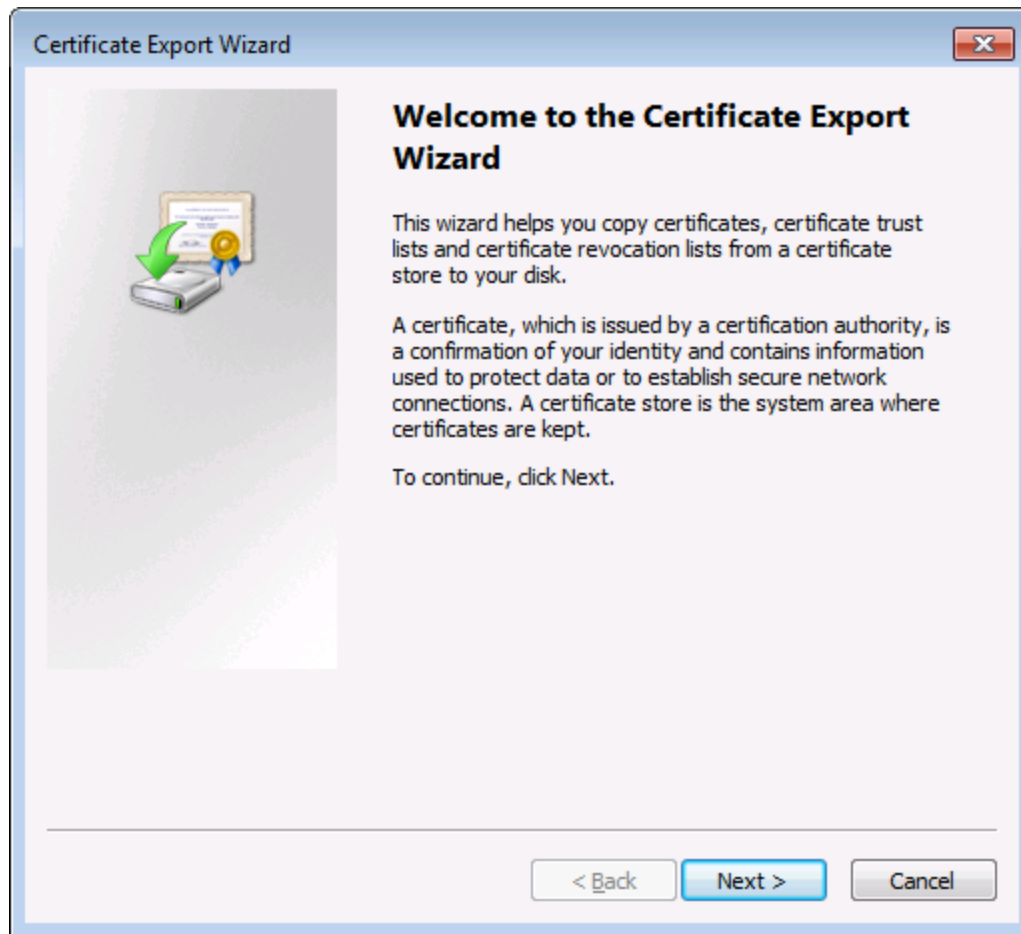 Certificate Export Wizard
Welcome to the Certificate Export
Wizard
This wizard helps you copy certificates, certificate trust
lists and certificate revocation lists from a certificate
store to your disk.
A certificate, which is issued by a certification authority, is
a confirmation of your identity and contains information
used to protect data or to establish secure network
connections. A certificate store is the system area where
certificates are kept.
To continue, click Next.
< Back
Next >
Cancel